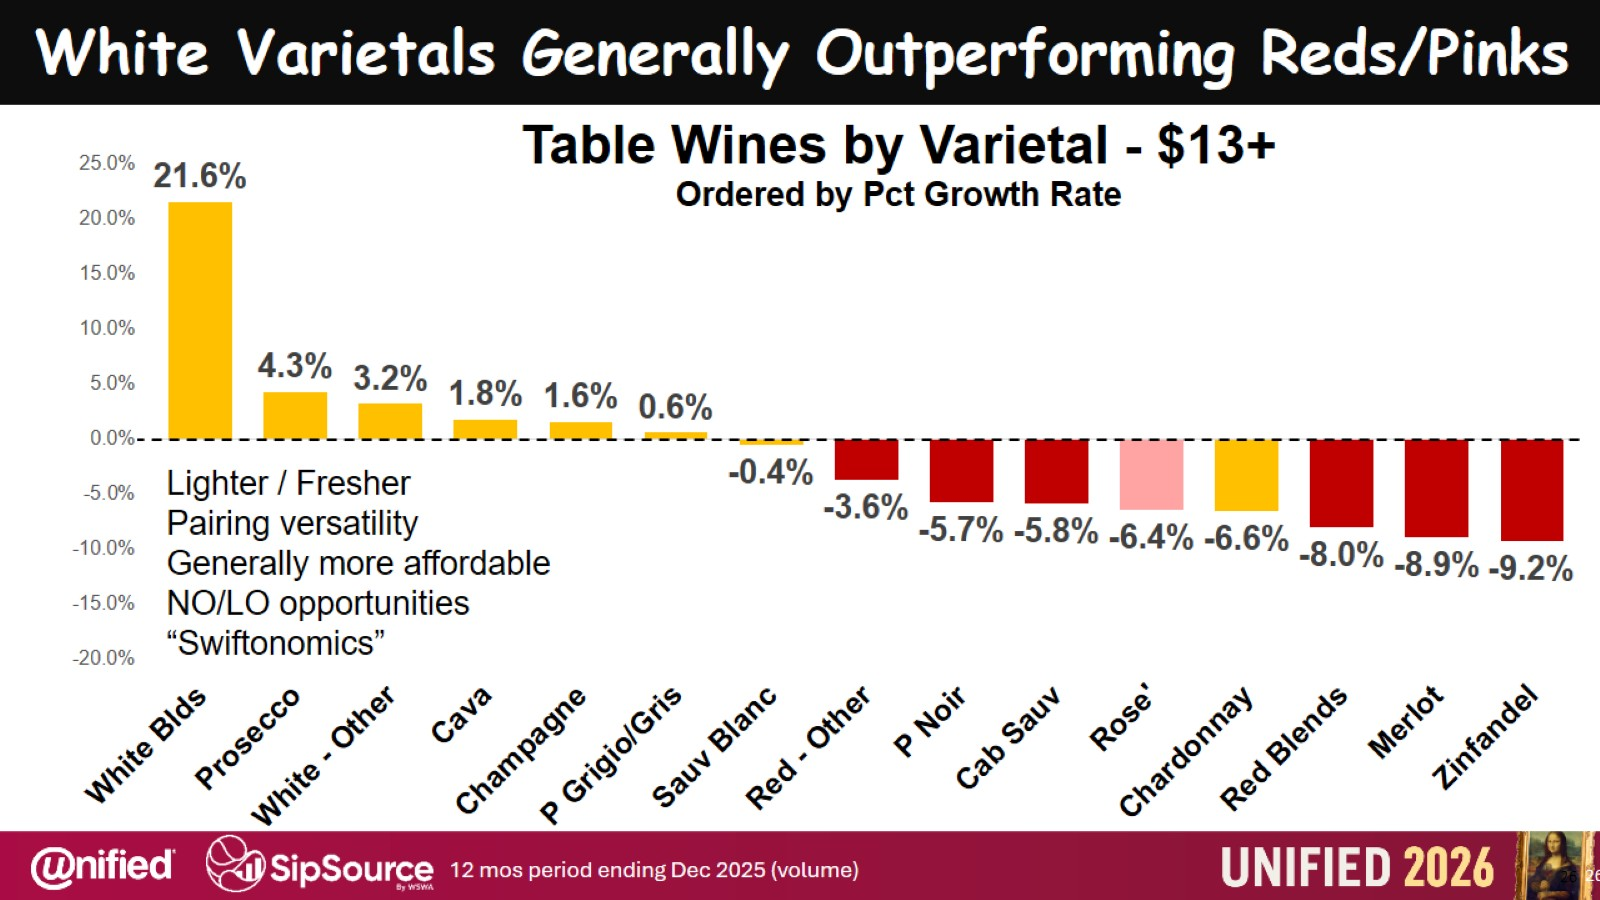 White Varietals Generally Outperforming Reds/Pinks
Table Wines by Varietal - $13+
Ordered by Pct Growth Rate
25.0%
20.0%
15.0%
10.0%
5.0%
0.0%
-5.0%
-10.0%
-15.0%
-20.0%
21.6%
4.3%
3.2%
1.8%
1.6%
0.6%
-0.4%
-3.6%
-5.7%
-5.8%
-6.4%
-6.6%
-8.0%
-8.9%
-9.2%
Lighter / Fresher
Pairing versatility
Generally more affordable
NO/LO opportunities
“Swiftonomics”
White Blds
Prosecco
White - Other
Cava
Champagne
P Grigio/Gris
Sauv Blanc
Red - Other
P Noir
Cab Sauv
Rose'
Chardonnay
Red Blends
Merlot
Zinfandel
unified
SipSource
By WSWA
12 mos period ending Dec 2025 (volume)
UNIFIED 2026
26
26